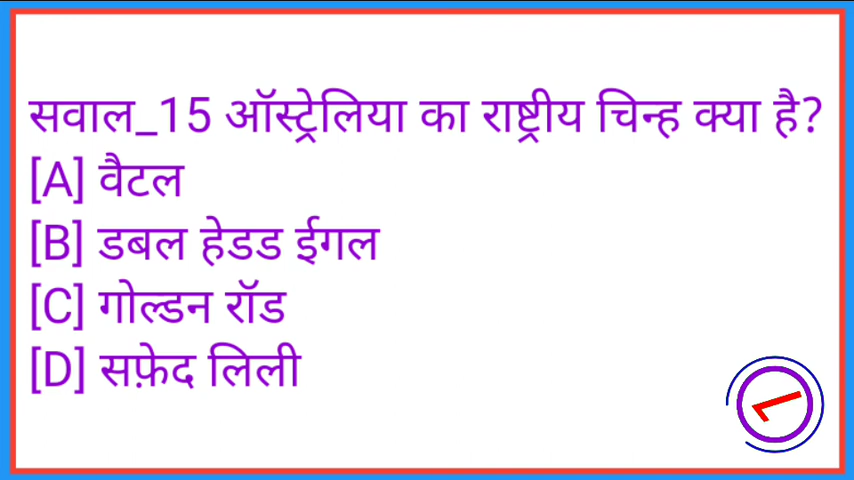 सवाल_15 ऑस्ट्रेलिया का राष्ट्रीय चिन्ह क्या है?
[A] वैटल
[B] डबल हेडड ईगल
[C] गोल्डन रॉड
[D] सफ़ेद लिली